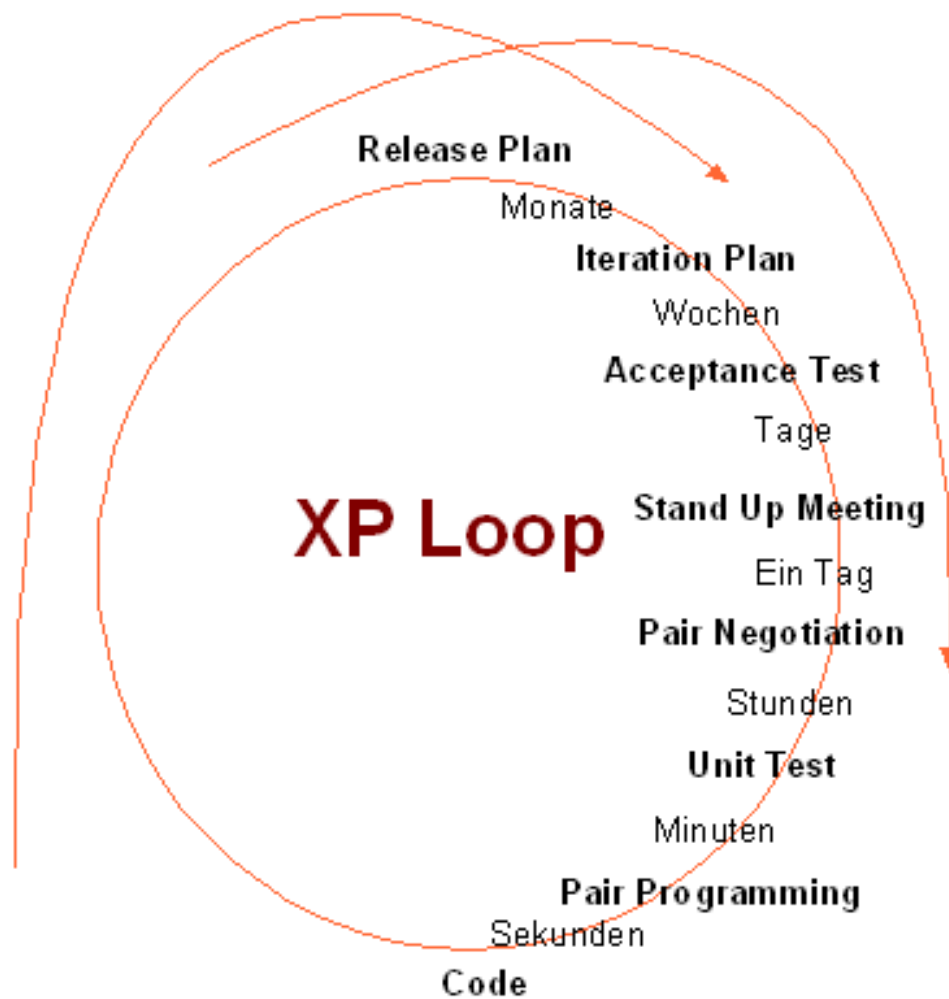 Release Plan
Monate
Iteration Plan
Wochen
Acceptance Test
Tage
XP Loop
Stand Up Meeting
Ein Tag
Pair Negotiation
Stunden
Unit Test
Minuten
Pair Programming
Sekunden
Code